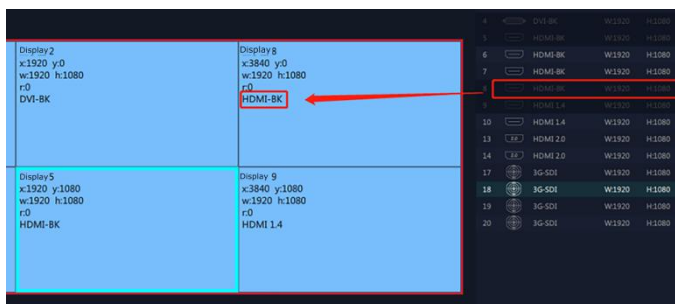 Display 2
x:1920 y:0
w:1920 h:1080
r:0
DVI-BK
Display 8
x:3840 y:0
w:1920 h:1080
r:0
HDMI-BK
Display 5
x:1920 y:1080
w:1920 h:1080
r:0
HDMI-BK
Display 9
x:3840 y:1080
w:1920 h:1080
r:0
HDMI 1.4
4 DVI-BK W:1920 H:1080
5 HDMI-BK W:1920 H:1080
6 HDMI-BK W:1920 H:1080
7 HDMI-BK W:1920 H:1080
8 HDMI-BK W:1920 H:1080
9 HDMI 1.4 W:1920 H:1080
10 HDMI 1.4 W:1920 H:1080
13 2.0 HDMI 2.0 W:1920 H:1080
14 2.0 HDMI 2.0 W:1920 H:1080
17 3G-SDI W:1920 H:1080
18 3G-SDI W:1920 H:1080
19 3G-SDI W:1920 H:1080
20 3G-SDI W:1920 H:1080